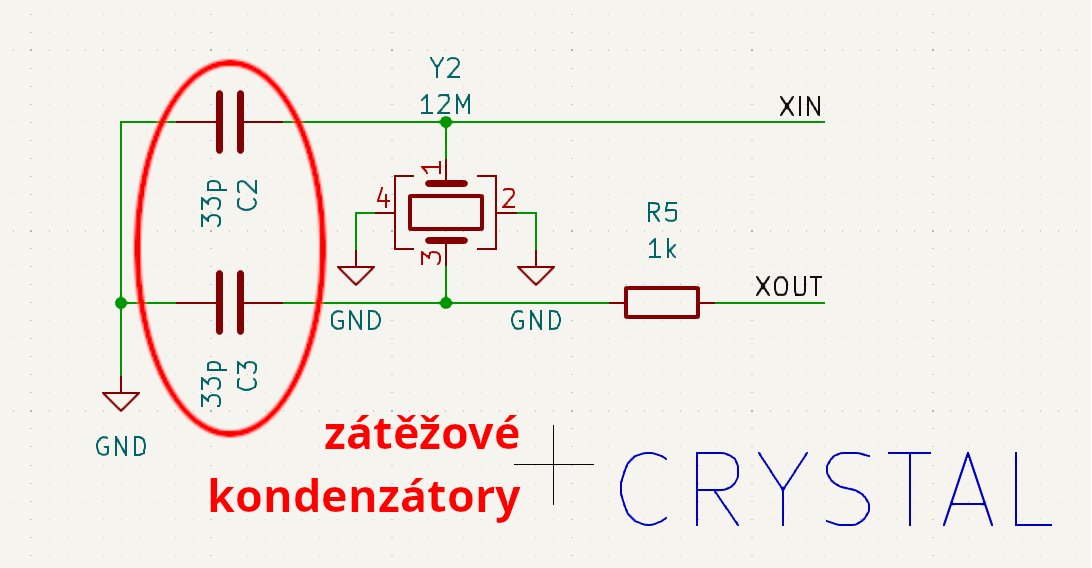 Y2
12M
XIN
1
4
2
33p
C2
R5
1k
3
XOUT
GND
GND
33p
C3
GND
zátěžové
kondenzátory
CRYSTAL